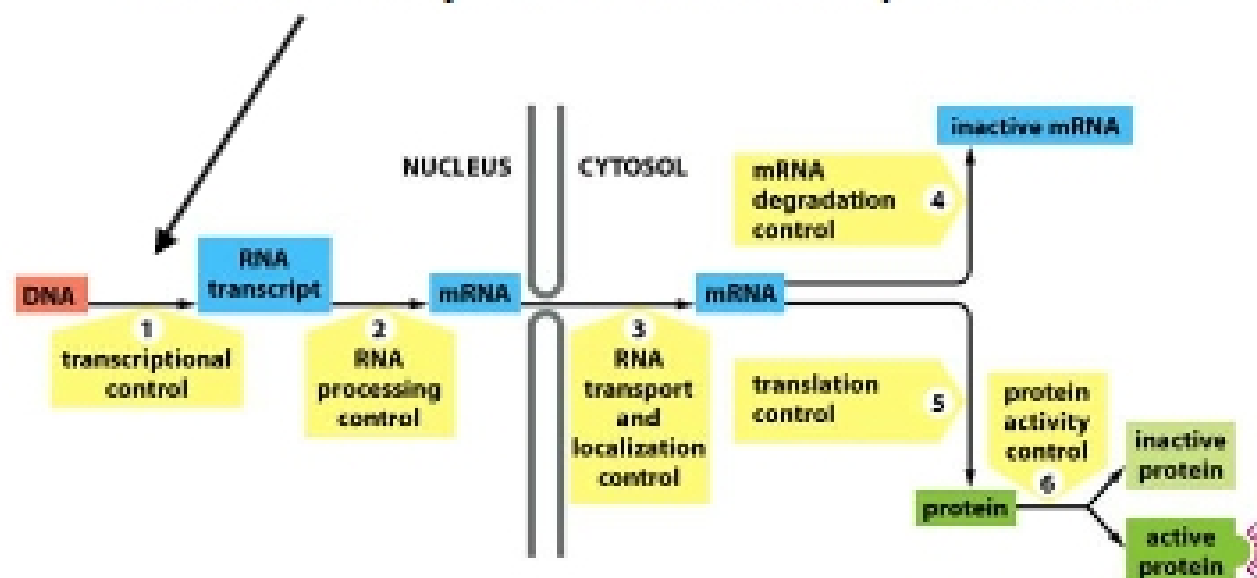 NUCLEUS
CYTOSOL
DNA
RNA
transcript
mRNA
mRNA
inactive mRNA
1
transcriptional
control
2
RNA
processing
control
3
RNA
transport
and
localization
control
mRNA
degradation
control
4
translation
control
5
protein
protein
activity
control
6
inactive
protein
active
protein